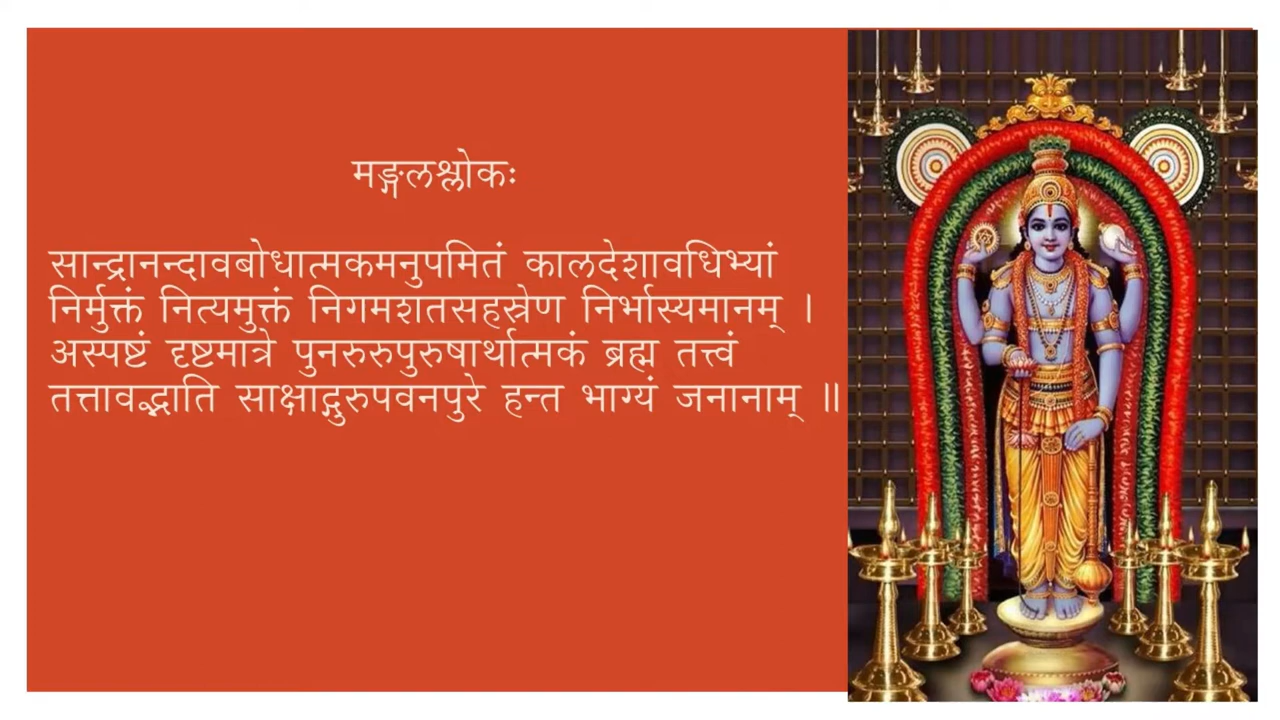 मङ्गलश्लोकः
सान्द्रानन्दावबोधात्मकमनुपमितं कालदेशावधिभ्यां
निर्मुक्तं नित्यमुक्तं निगमशतसहस्रेण निर्भास्यमानम् ।
अस्पष्टं दृष्टमात्रे पुनरुरुपुरुषार्थात्मकं ब्रह्म तत्त्वं
तत्तावद्भाति साक्षाद्गुरुपवनपुरे हन्त भाग्यं जनानाम् ॥